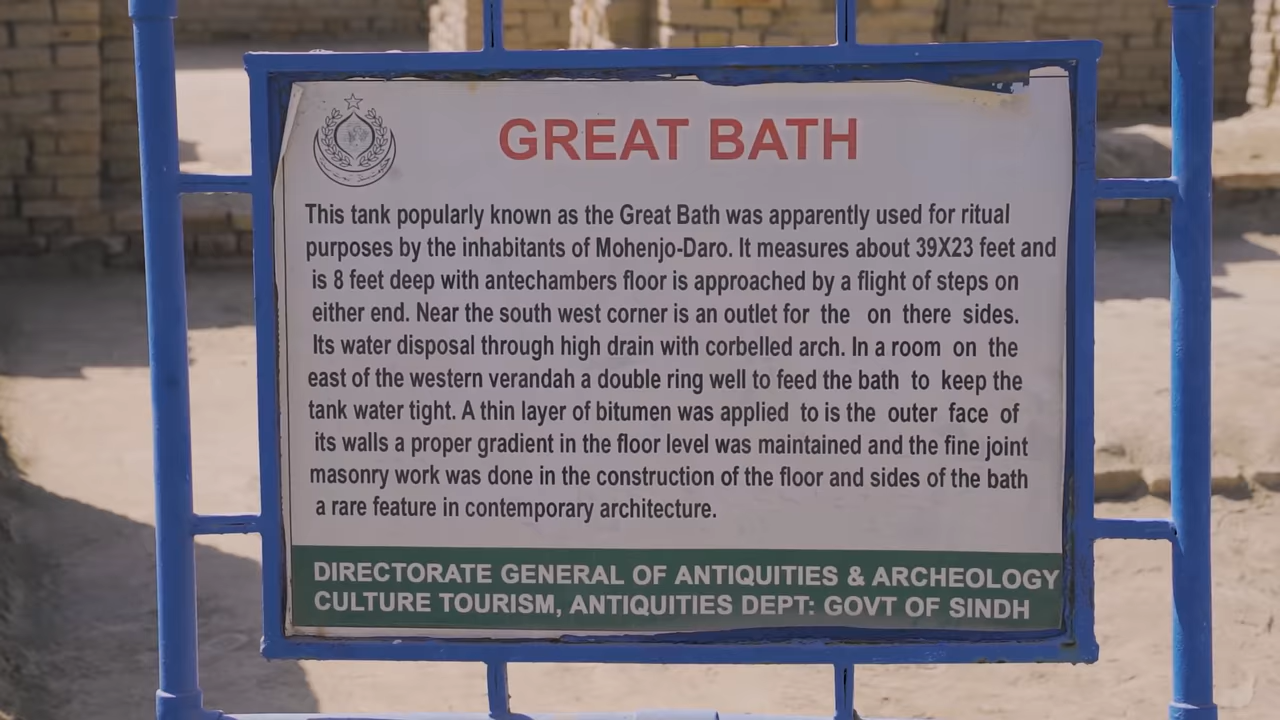 GREAT BATH
This tank popularly known as the Great Bath was apparently used for ritual
purposes by the inhabitants of Mohenjo-Daro. It measures about 39X23 feet and
is 8 feet deep with antechambers floor is approached by a flight of steps on
either end. Near the south west corner is an outlet for the on there sides.
Its water disposal through high drain with corbelled arch. In a room on the
east of the western verandah a double ring well to feed the bath to keep the
tank water tight. A thin layer of bitumen was applied to is the outer face of
its walls a proper gradient in the floor level was maintained and the fine joint
masonry work was done in the construction of the floor and sides of the bath
a rare feature in contemporary architecture.
DIRECTORATE GENERAL OF ANTIQUITIES & ARCHEOLOGY
CULTURE TOURISM, ANTIQUITIES DEPT: GOVT OF SINDH